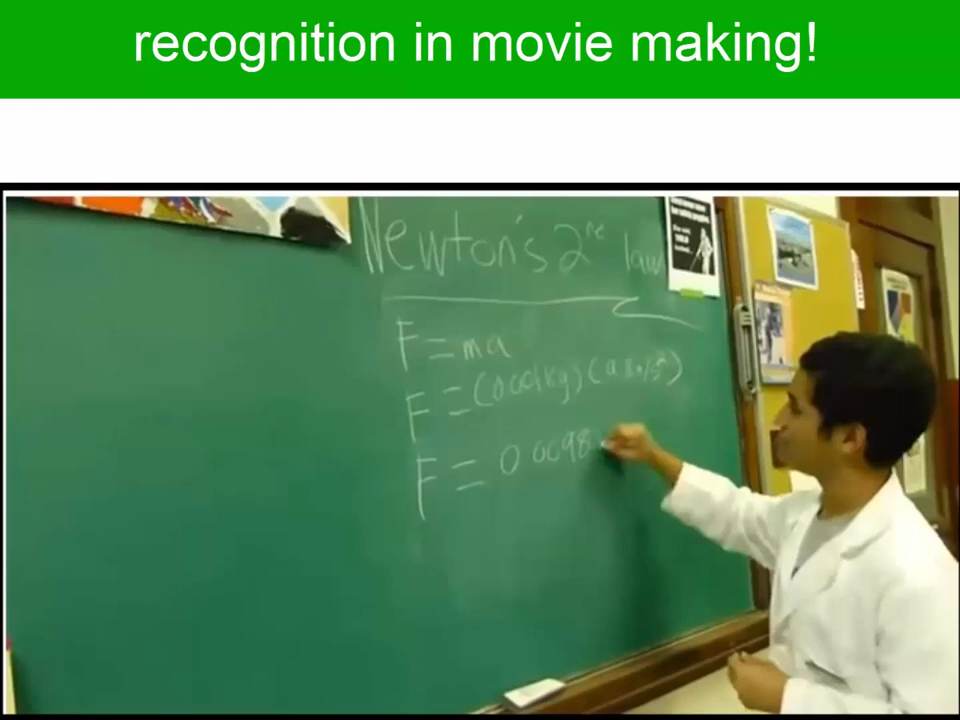 recognition in movie making!
Newton's 2nd law
F = ma
F = (0.001kg)(9.8m/s²)
F = 0.0098